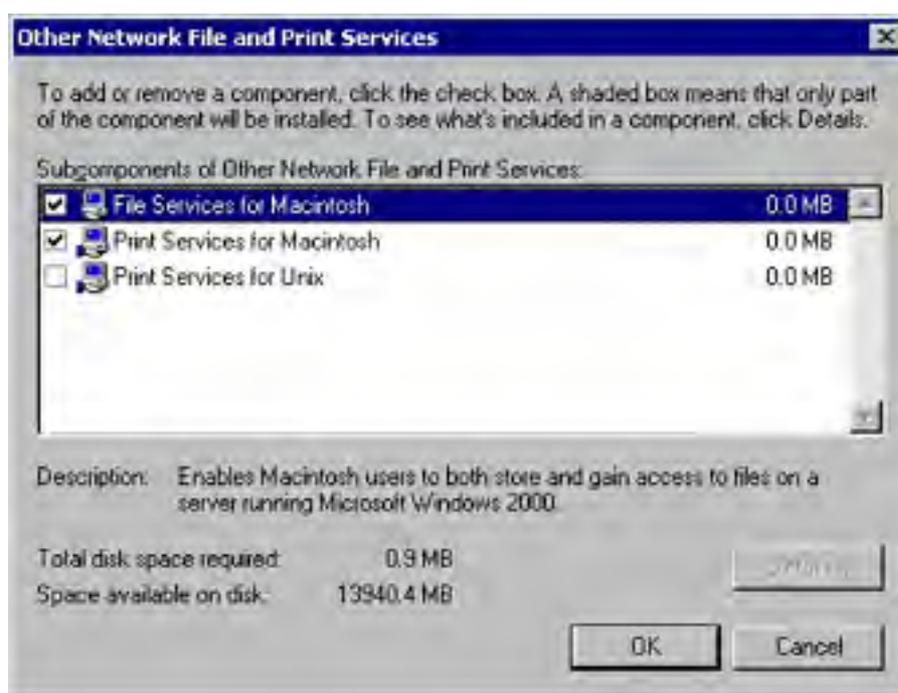 Other Network File and Print Services
To add or remove a component, click the check box. A shaded box means that only part
of the component will be installed. To see what's included in a component, click Details.
Subcomponents of Other Network File and Print Services:
File Services for Macintosh 0.0 MB
Print Services for Macintosh 0.0 MB
Print Services for Unix 0.0 MB
Description: Enables Macintosh users to both store and gain access to files on a
server running Microsoft Windows 2000.
Total disk space required: 0.9 MB
Space available on disk: 13940.4 MB
OK Cancel